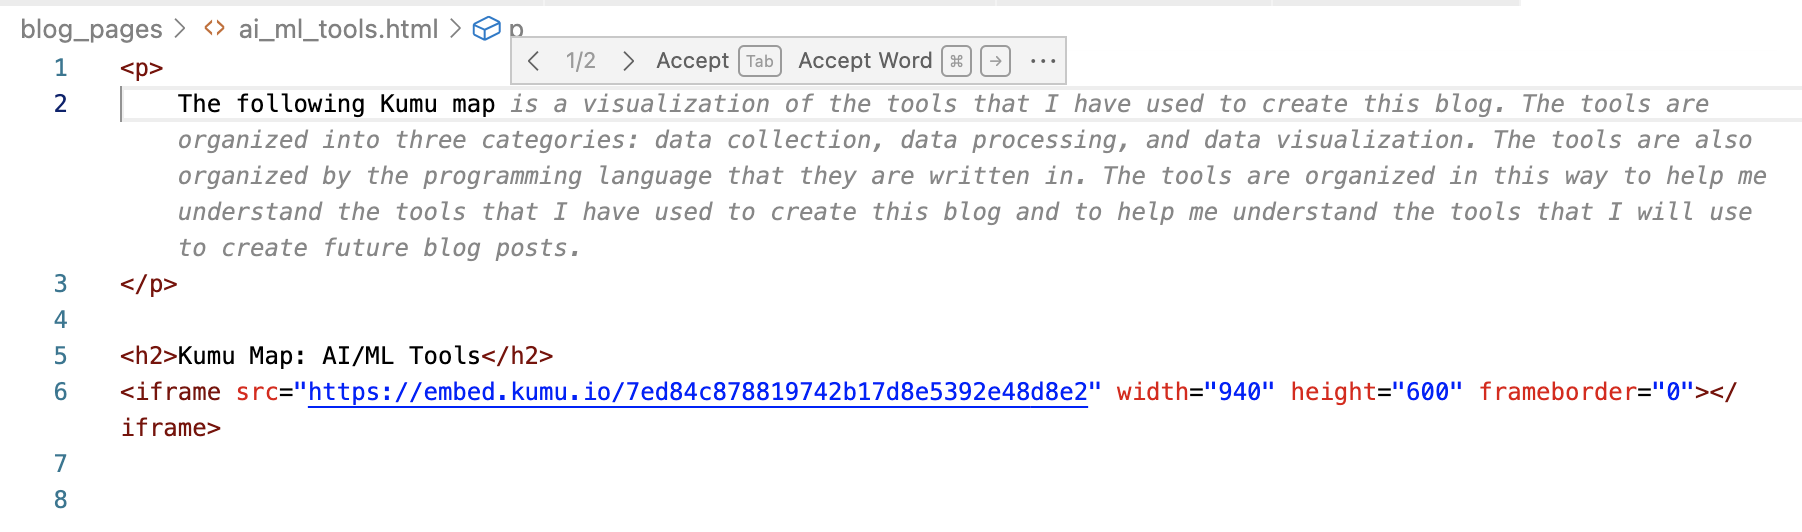 blog_pages > <> ai_ml_tools.html > p
< 1/2 > Accept Tab Accept Word ⌘ → ···
1 <p>
2 The following Kumu map is a visualization of the tools that I have used to create this blog. The tools are
organized into three categories: data collection, data processing, and data visualization. The tools are also
organized by the programming language that they are written in. The tools are organized in this way to help me
understand the tools that I have used to create this blog and to help me understand the tools that I will use
to create future blog posts.
3 </p>
4
5 <h2>Kumu Map: AI/ML Tools</h2>
6 <iframe src="https://embed.kumu.io/7ed84c878819742b17d8e5392e48d8e2" width="940" height="600" frameborder="0"></
iframe>
7
8